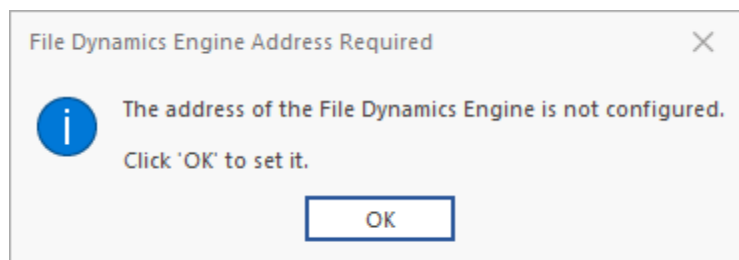 File Dynamics Engine Address Required
The address of the File Dynamics Engine is not configured.
Click 'OK' to set it.
OK